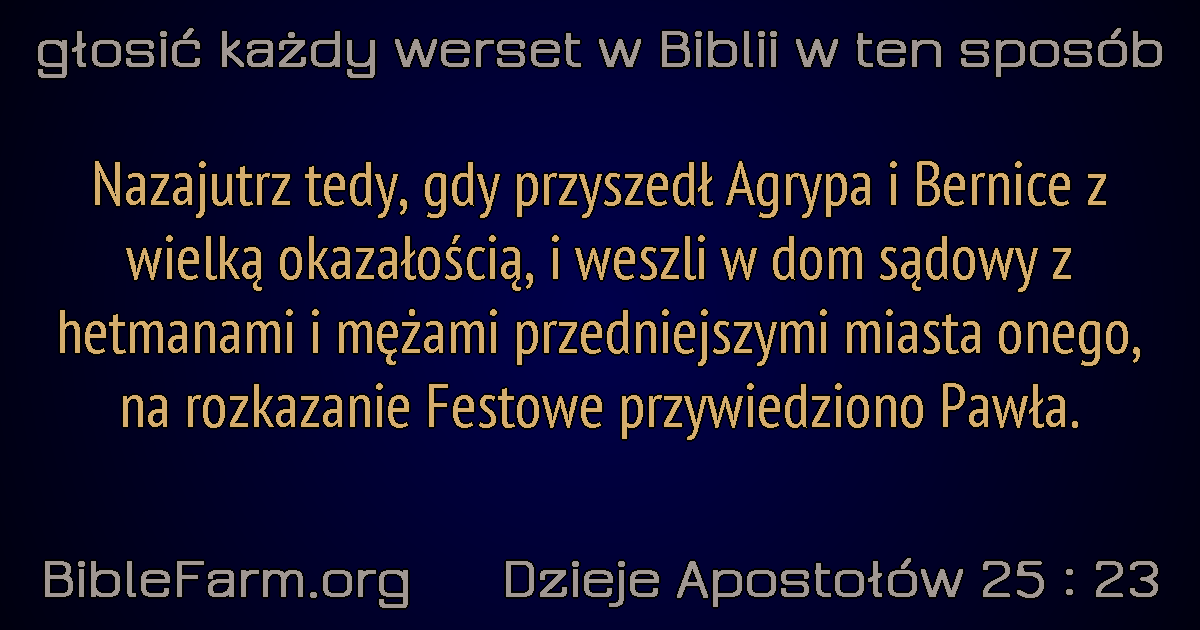 głosić każdy werset w Biblii w ten sposób
Nazajutrz tedy, gdy przyszedł Agrypa i Bernice z
wielką okazałością, i weszli w dom sądowy z
hetmanami i mężami przedniejszymi miasta onego,
na rozkazanie Festowe przywiedziono Pawła.
BibleFarm.org Dzieje Apostołów 25 : 23